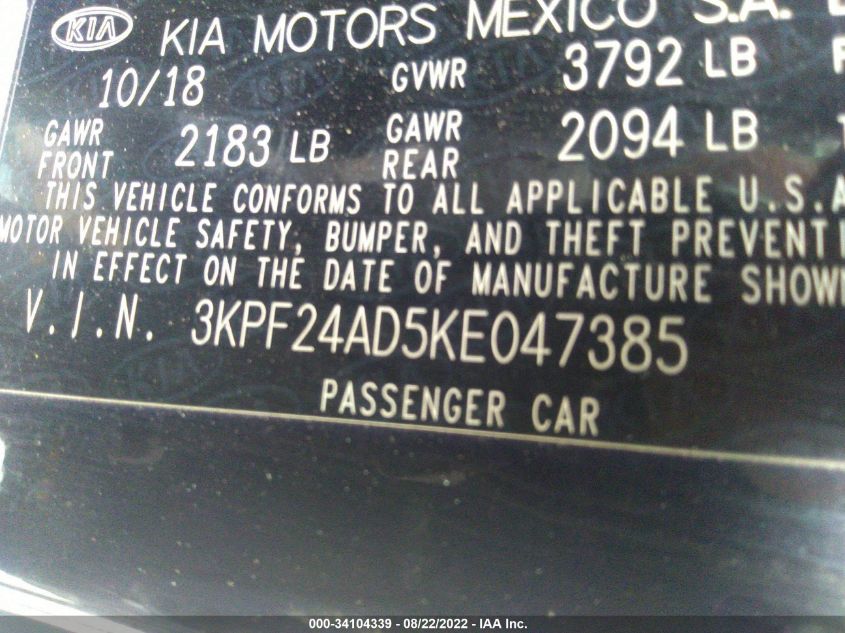 KIA KIA MOTORS MEXICO S.A.
10/18 GVWR 3792 LB
GAWR FRONT 2183 LB GAWR REAR 2094 LB
THIS VEHICLE CONFORMS TO ALL APPLICABLE U.S.A
MOTOR VEHICLE SAFETY, BUMPER, AND THEFT PREVENTI
IN EFFECT ON THE DATE OF MANUFACTURE SHOWN
V.I.N. 3KPF24AD5KE047385
PASSENGER CAR
000-34104339 - 08/22/2022 - IAA Inc.